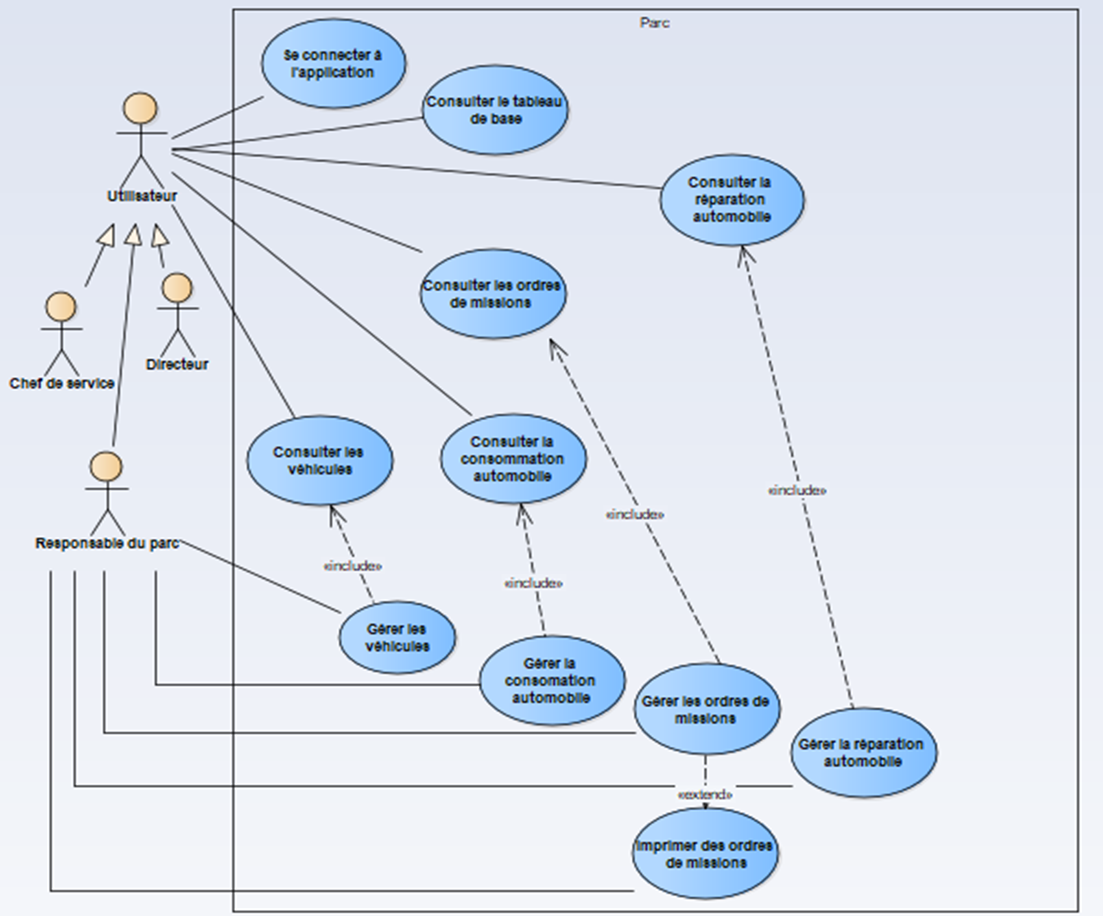 Parc
Se connecter à
l'application
Consulter le tableau
de base
Consulter la
réparation
automobile
Utilisateur
Consulter les ordres
de missions
Directeur
Chef de service
Consulter les
véhicules
Consulter la
consommation
automobile
«include»
«include»
Responsable du parc
«include»
«include»
Gérer les
véhicules
Gérer la
consomation
automobile
Gérer les ordres de
missions
Gérer la réparation
automobile
«extend»
Imprimer des ordres
de missions